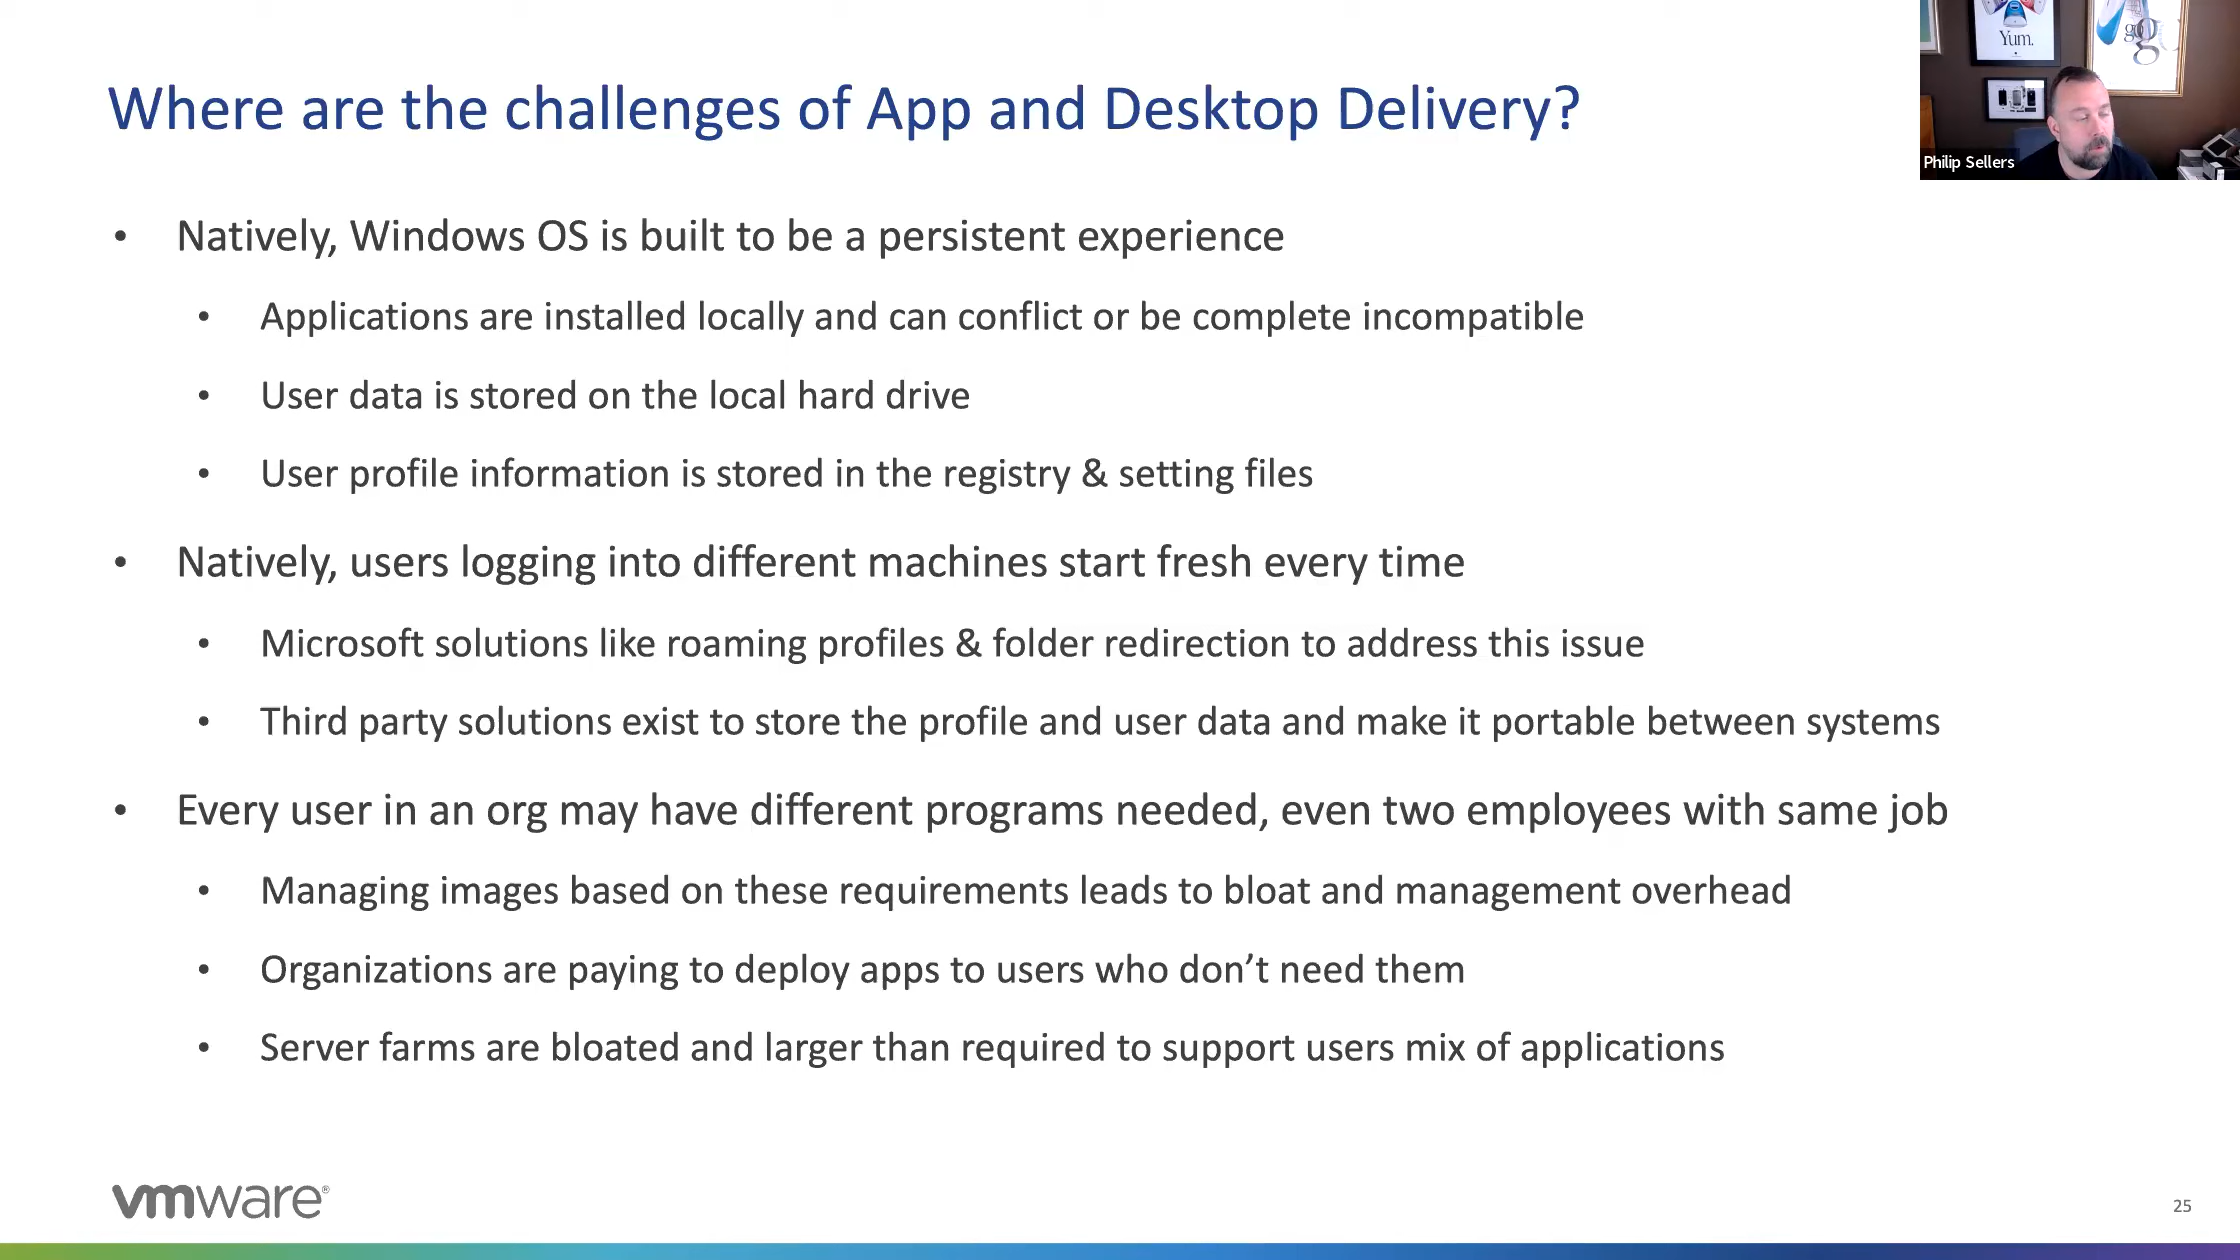 Where are the challenges of App and Desktop Delivery?
Yum.
go
Philip Sellers
• Natively, Windows OS is built to be a persistent experience
• Applications are installed locally and can conflict or be complete incompatible
• User data is stored on the local hard drive
• User profile information is stored in the registry & setting files
• Natively, users logging into different machines start fresh every time
• Microsoft solutions like roaming profiles & folder redirection to address this issue
• Third party solutions exist to store the profile and user data and make it portable between systems
• Every user in an org may have different programs needed, even two employees with same job
• Managing images based on these requirements leads to bloat and management overhead
• Organizations are paying to deploy apps to users who don’t need them
• Server farms are bloated and larger than required to support users mix of applications
vmware®
25